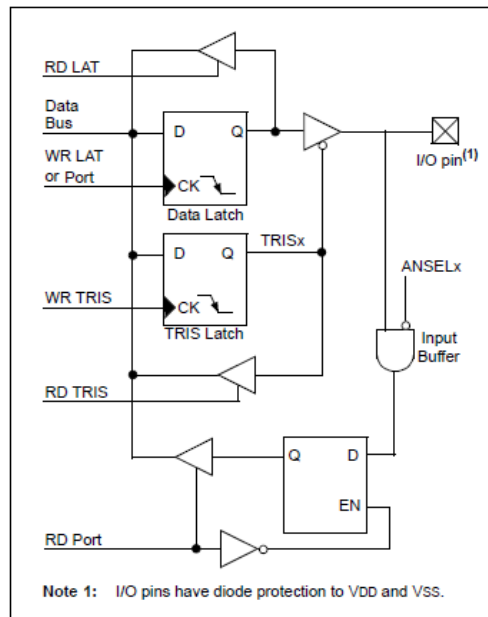 RD LAT
Data
Bus
D Q
I/O pin(1)
WR LAT
or Port
CK
Data Latch
TRISx
D Q
ANSELx
WR TRIS
CK
TRIS Latch
Input
Buffer
RD TRIS
Q D
EN
RD Port
Note 1: I/O pins have diode protection to VDD and VSS.